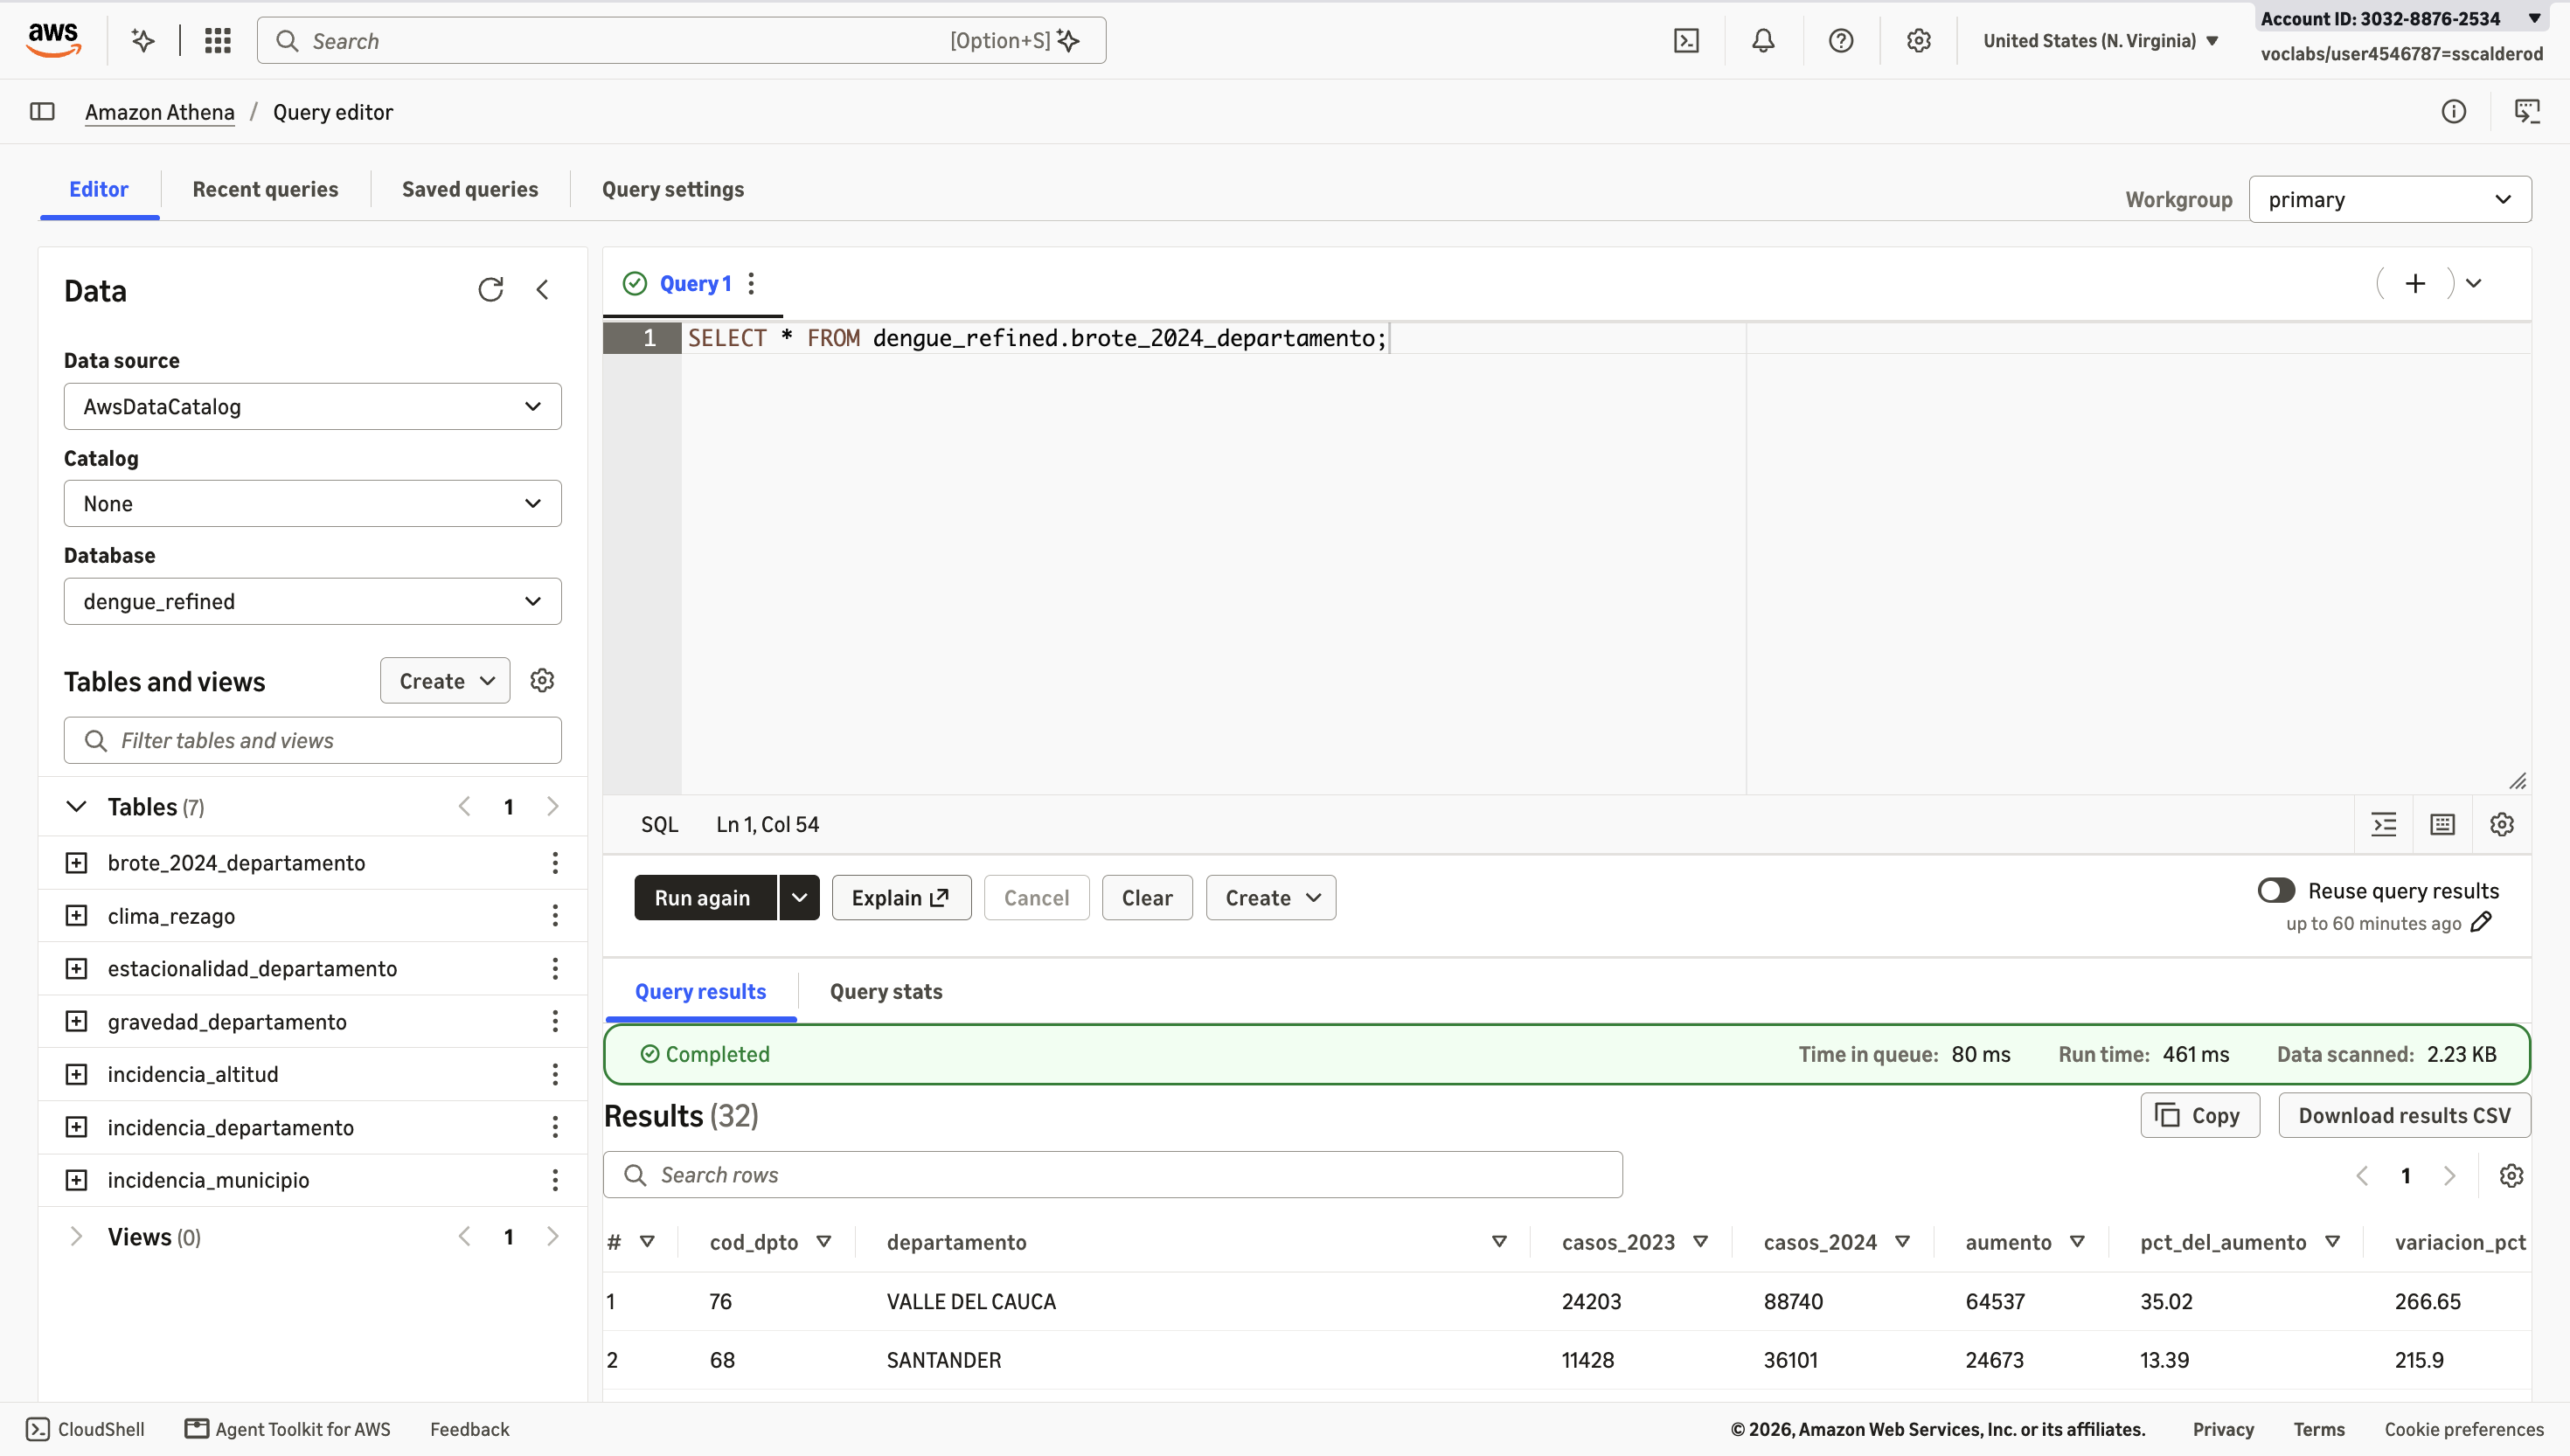 aws
Search
[Option+S]
United States (N. Virginia)
Account ID: 3032-8876-2534
voclabs/user4546787=sscalderod
Amazon Athena / Query editor
Editor
Recent queries
Saved queries
Query settings
Workgroup
primary
Data
Data source
AwsDataCatalog
Catalog
None
Database
dengue_refined
Tables and views
Create
Filter tables and views
Tables (7)
1
brote_2024_departamento
clima_rezago
estacionalidad_departamento
gravedad_departamento
incidencia_altitud
incidencia_departamento
incidencia_municipio
Views (0)
1
Query 1
1 SELECT * FROM dengue_refined.brote_2024_departamento;
SQL
Ln 1, Col 54
Run again
Explain
Cancel
Clear
Create
Reuse query results
up to 60 minutes ago
Query results
Query stats
Completed
Time in queue: 80 ms
Run time: 461 ms
Data scanned: 2.23 KB
Results (32)
Copy
Download results CSV
Search rows
1
# cod_dpto departamento casos_2023 casos_2024 aumento pct_del_aumento variacion_pct
1 76 VALLE DEL CAUCA 24203 88740 64537 35.02 266.65
2 68 SANTANDER 11428 36101 24673 13.39 215.9
CloudShell
Agent Toolkit for AWS
Feedback
© 2026, Amazon Web Services, Inc. or its affiliates.
Privacy
Terms
Cookie preferences